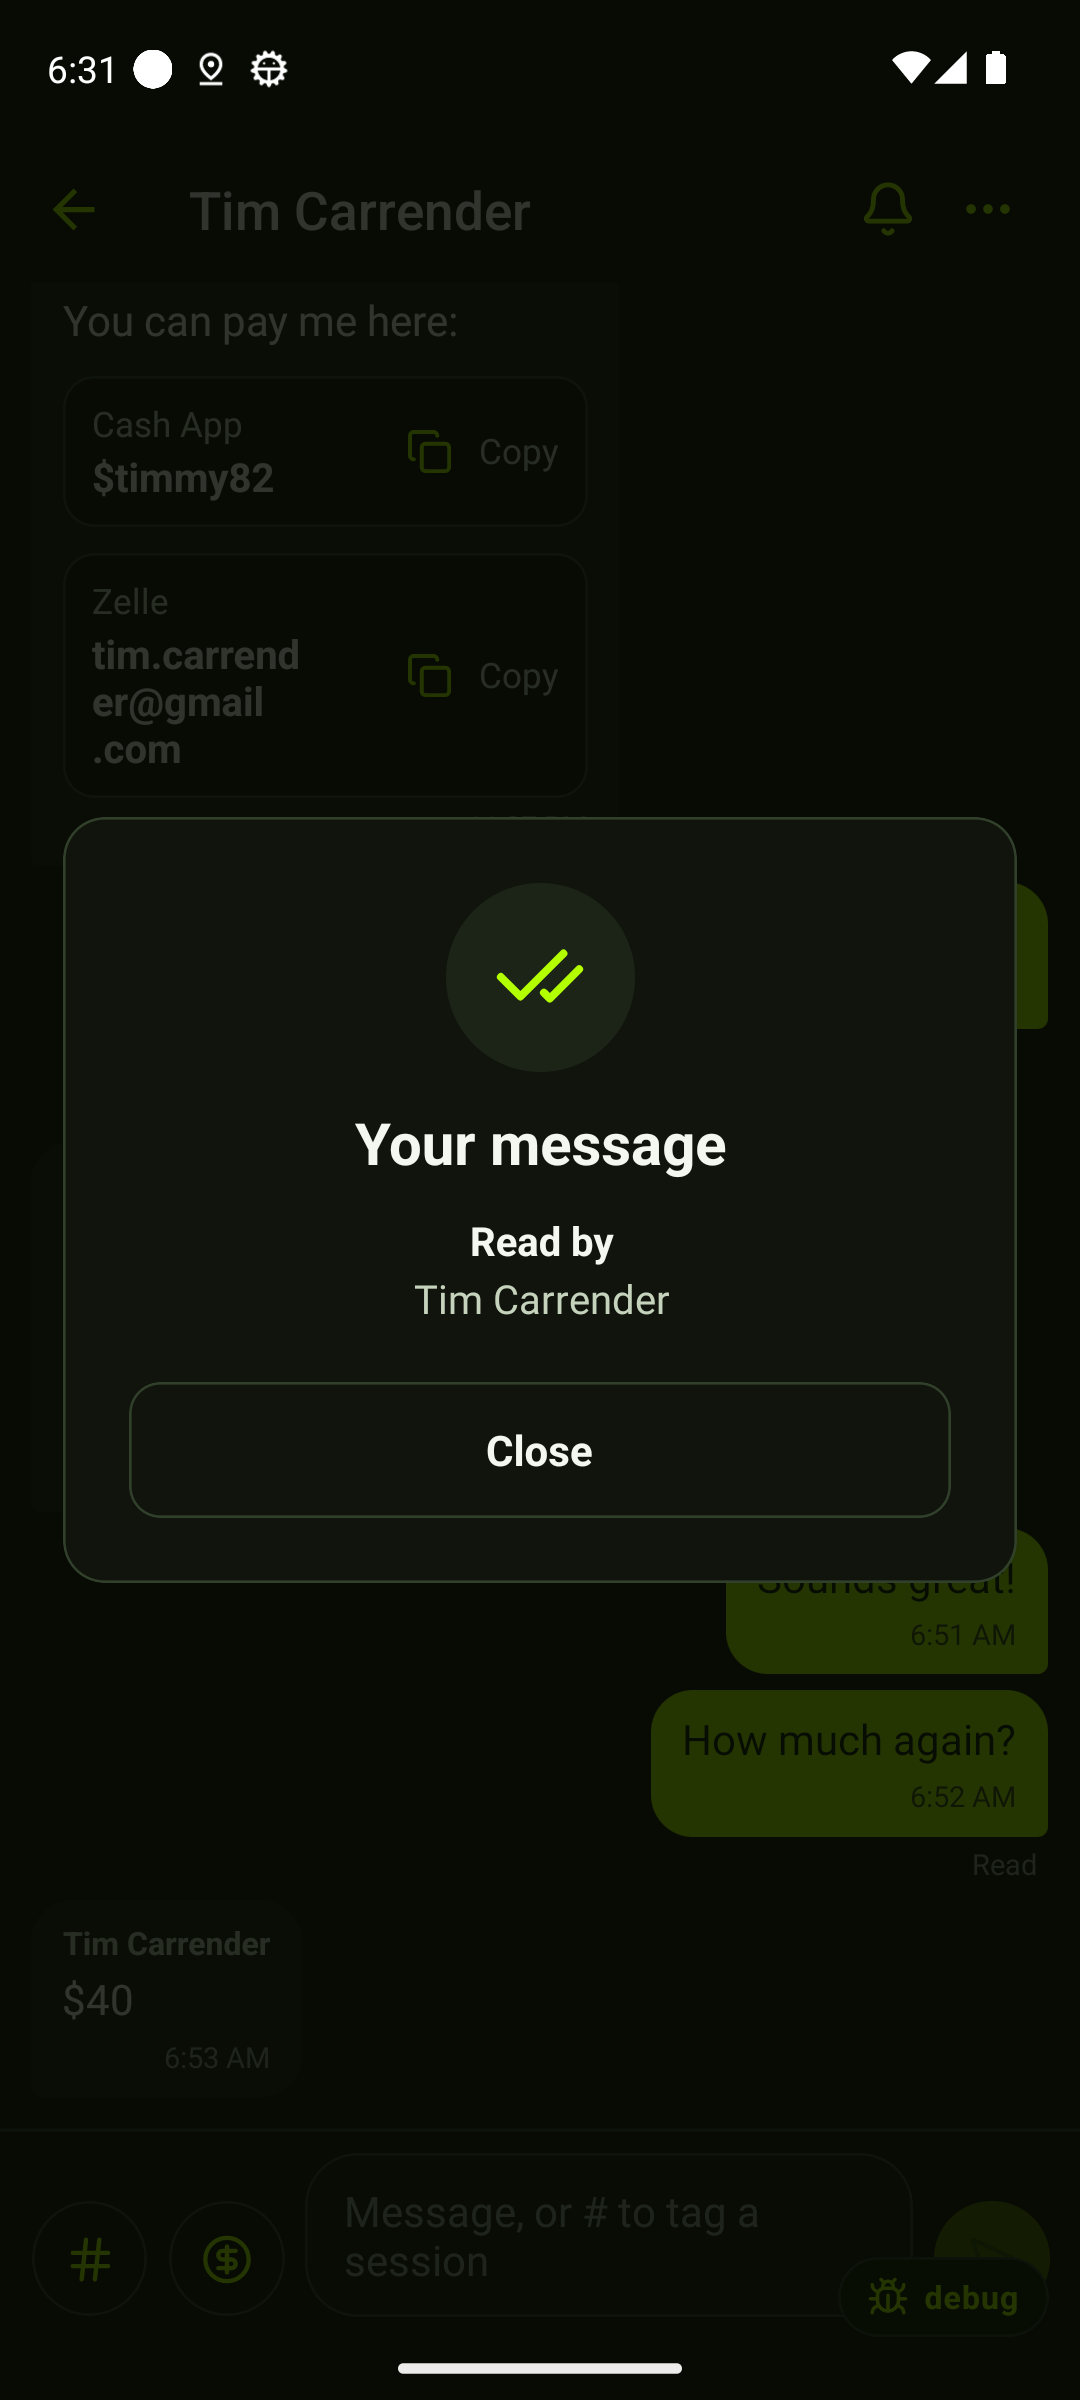 6:31
Tim Carrender
You can pay me here:
Cash App
$timmy82
Copy
Zelle
tim.carrend
er@gmail
.com
Copy
Your message
Read by
Tim Carrender
Close
Sounds great!
6:51 AM
How much again?
6:52 AM
Read
Tim Carrender
$40
6:53 AM
Message, or # to tag a
session
debug